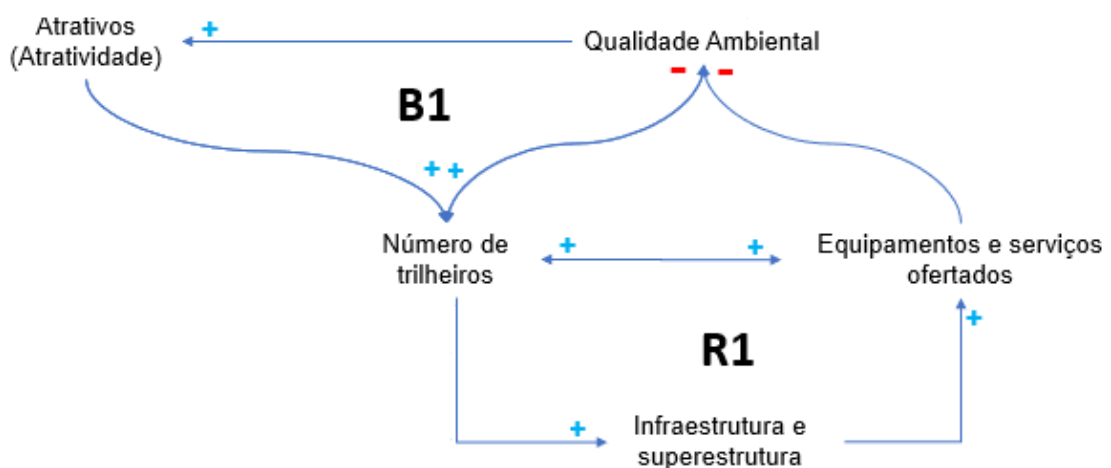 Atrativos
(Atratividade)
+
Qualidade Ambiental
- -
B1
+ +
Número de
trilheiros
+ +
Equipamentos e serviços
ofertados
+
R1
+
Infraestrutura e
superestrutura